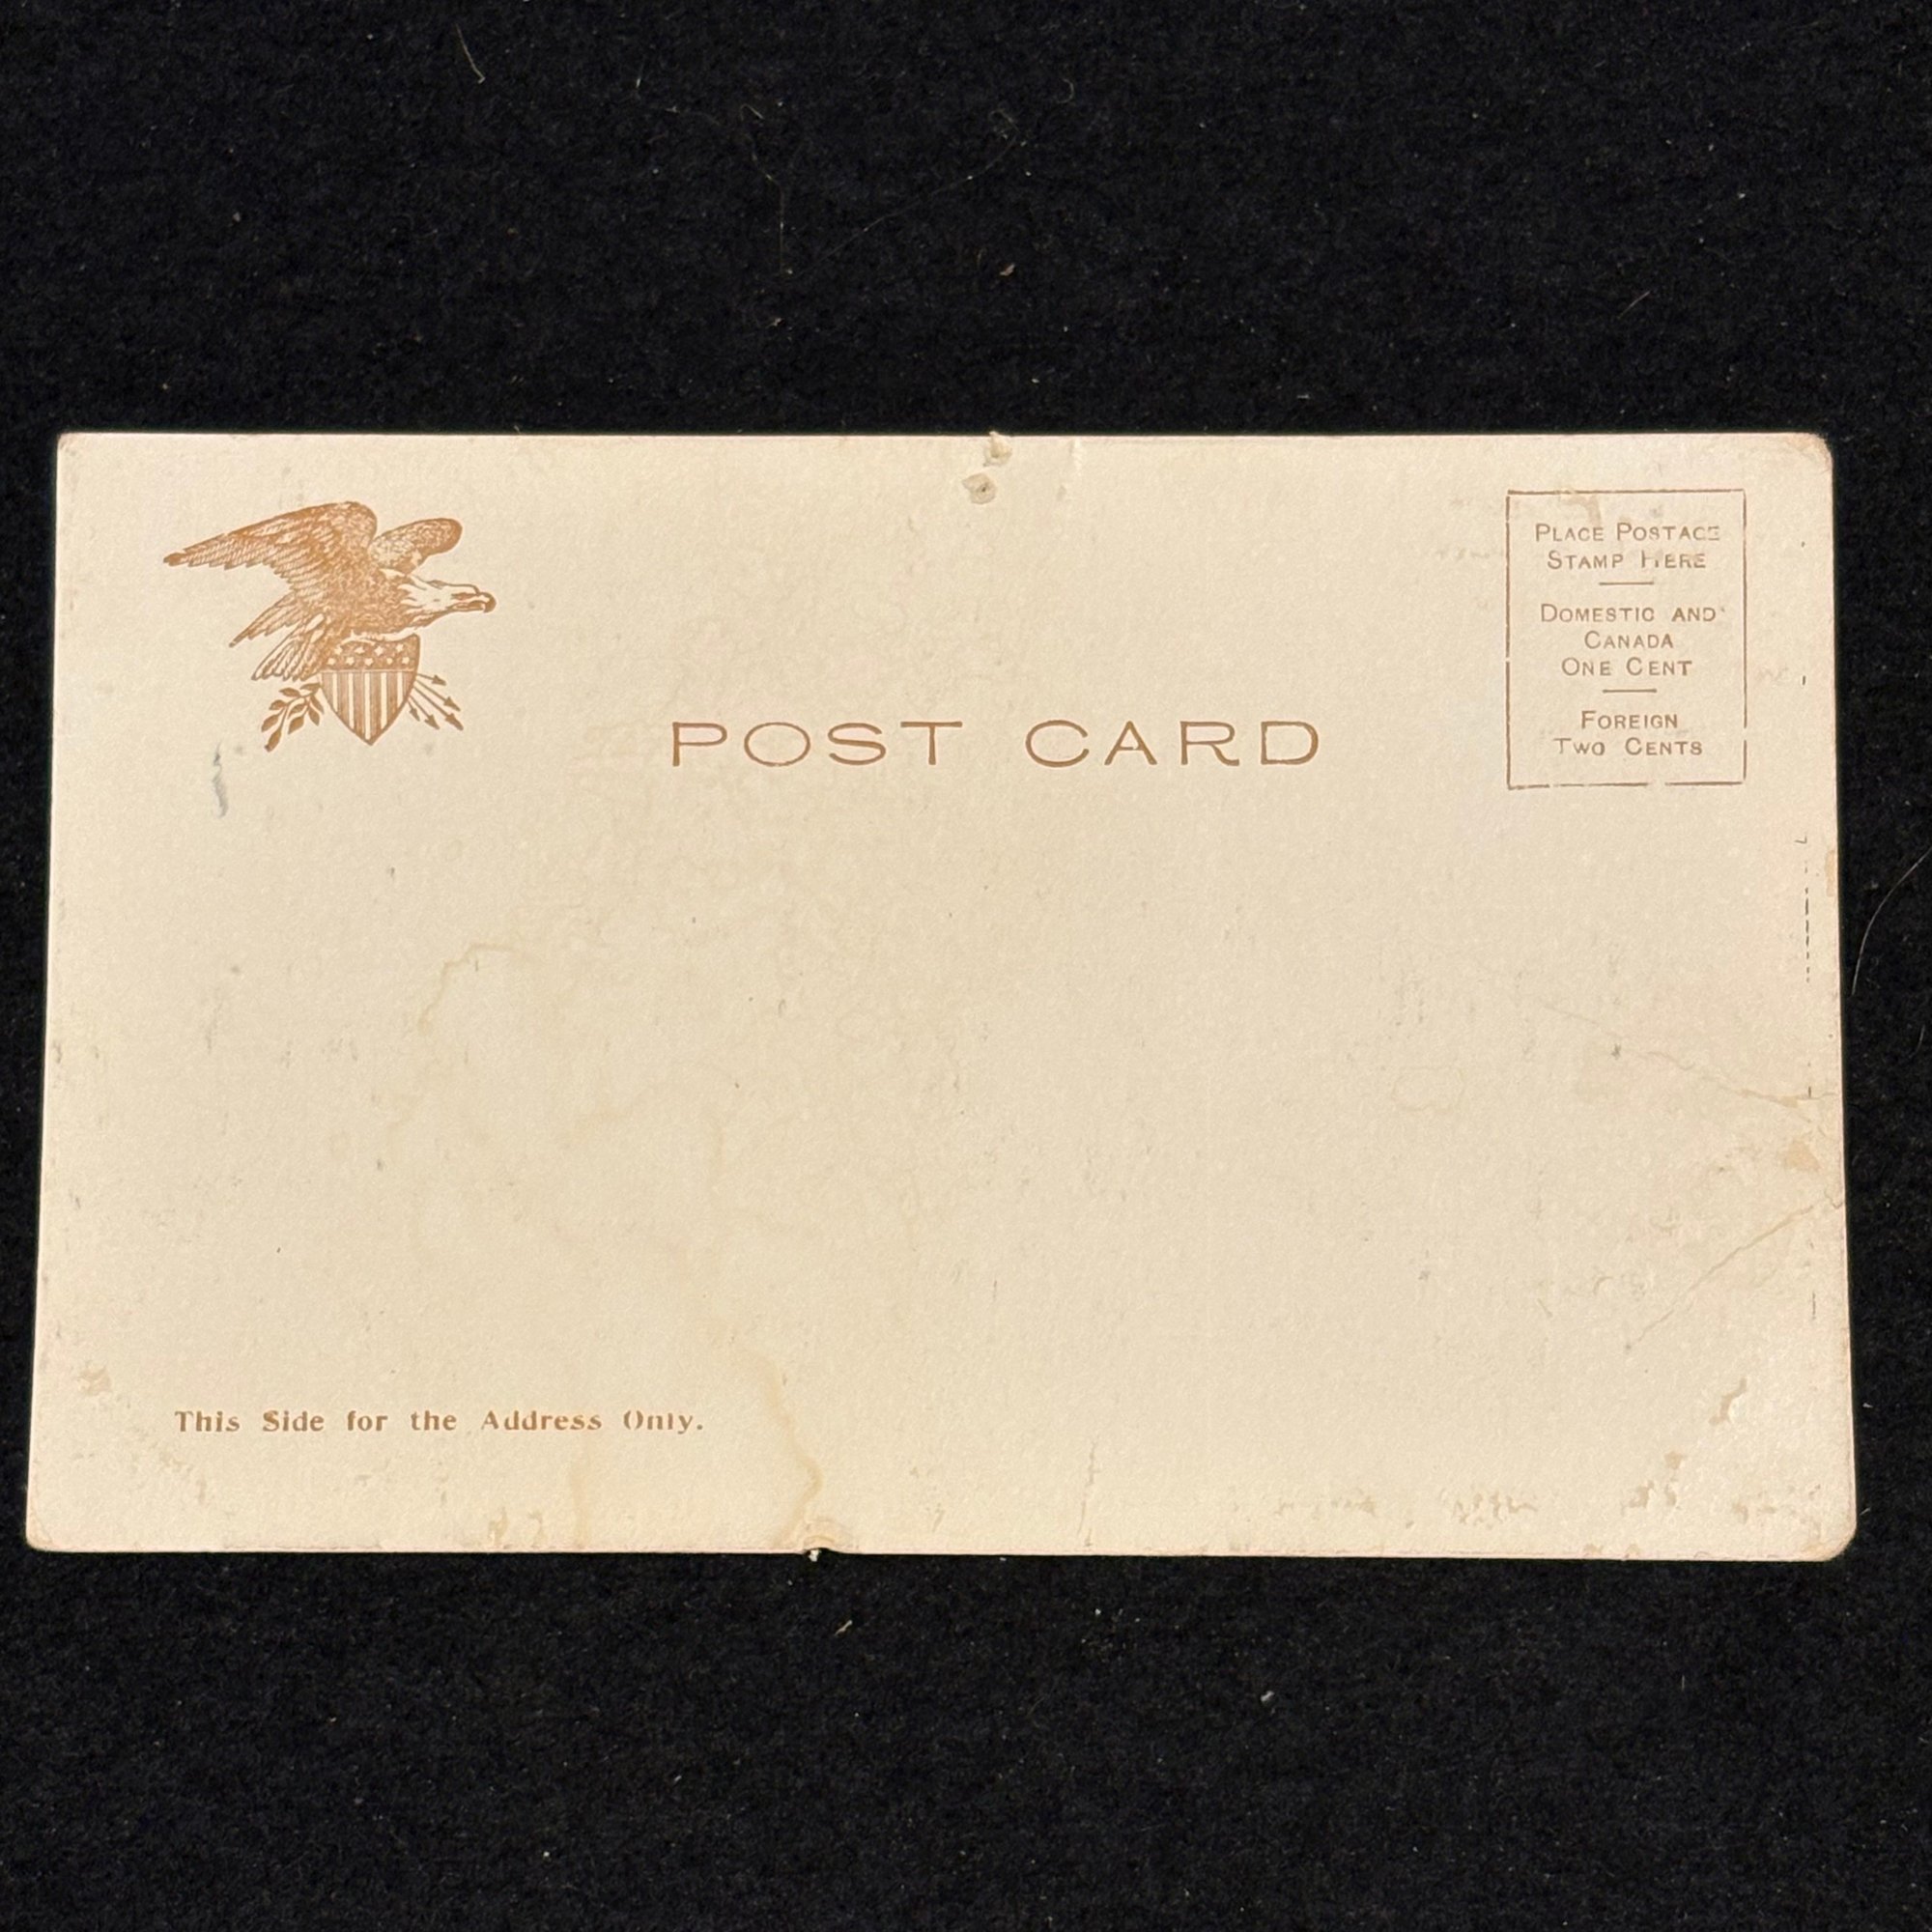 PLACE POSTAGE
STAMP HERE
DOMESTIC AND
CANADA
ONE CENT
FOREIGN
TWO CENTS
POST CARD
This Side for the Address Only.